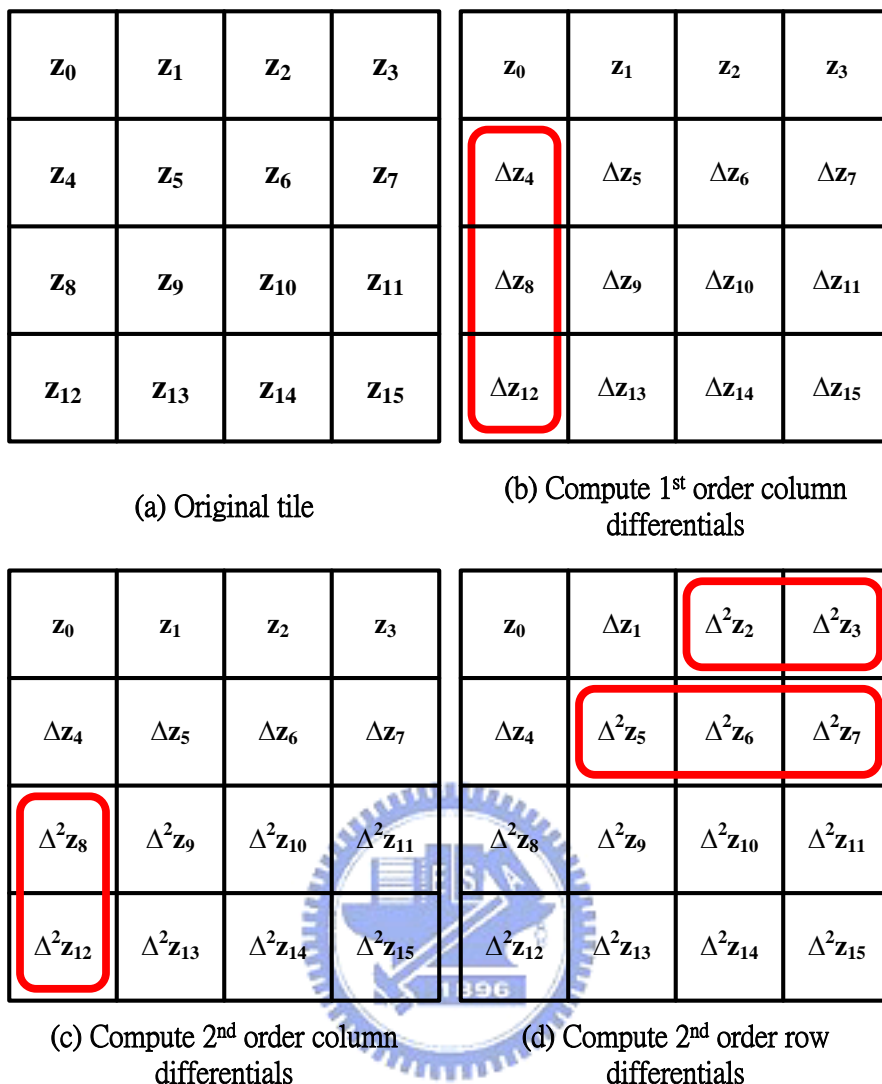 z₀ z₁ z₂ z₃
z₄ z₅ z₆ z₇
z₈ z₉ z₁₀ z₁₁
z₁₂ z₁₃ z₁₄ z₁₅
(a) Original tile
z₀ z₁ z₂ z₃
Δz₄ Δz₅ Δz₆ Δz₇
Δz₈ Δz₉ Δz₁₀ Δz₁₁
Δz₁₂ Δz₁₃ Δz₁₄ Δz₁₅
(b) Compute 1ˢᵗ order column
differentials
z₀ z₁ z₂ z₃
Δz₄ Δz₅ Δz₆ Δz₇
Δ²z₈ Δ²z₉ Δ²z₁₀ Δ²z₁₁
Δ²z₁₂ Δ²z₁₃ Δ²z₁₄ Δ²z₁₅
(c) Compute 2ⁿᵈ order column
differentials
z₀ Δz₁ Δ²z₂ Δ²z₃
Δz₄ Δ²z₅ Δ²z₆ Δ²z₇
Δ²z₈ Δ²z₉ Δ²z₁₀ Δ²z₁₁
Δ²z₁₂ Δ²z₁₃ Δ²z₁₄ Δ²z₁₅
(d) Compute 2ⁿᵈ order row
differentials
E S A
1896